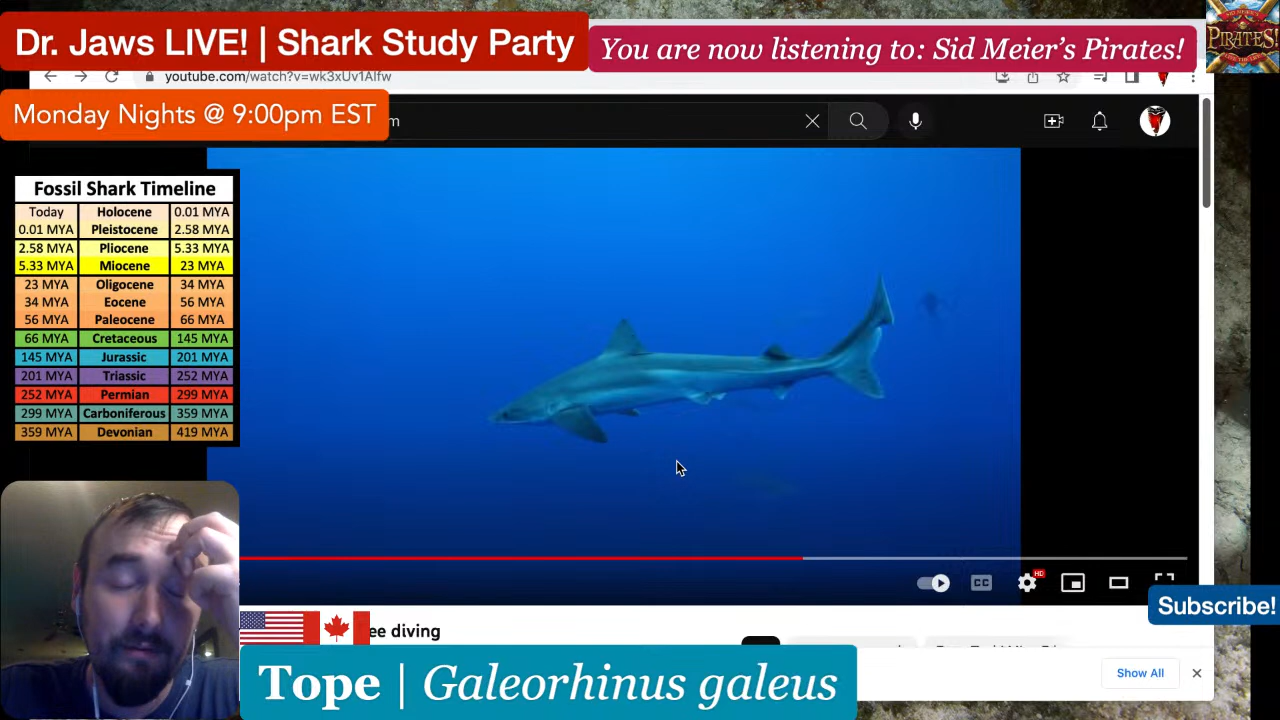 Dr. Jaws LIVE! | Shark Study Party
You are now listening to: Sid Meier's Pirates!
PIRATES!
youtube.com/watch?v=wk3xUv1Alfw
Monday Nights @ 9:00pm EST
m
Fossil Shark Timeline
Today Holocene 0.01 MYA
0.01 MYA Pleistocene 2.58 MYA
2.58 MYA Pliocene 5.33 MYA
5.33 MYA Miocene 23 MYA
23 MYA Oligocene 34 MYA
34 MYA Eocene 56 MYA
56 MYA Paleocene 66 MYA
66 MYA Cretaceous 145 MYA
145 MYA Jurassic 201 MYA
201 MYA Triassic 252 MYA
252 MYA Permian 299 MYA
299 MYA Carboniferous 359 MYA
359 MYA Devonian 419 MYA
CC
HD
Subscribe!
ee diving
Tope | Galeorhinus galeus
Show All